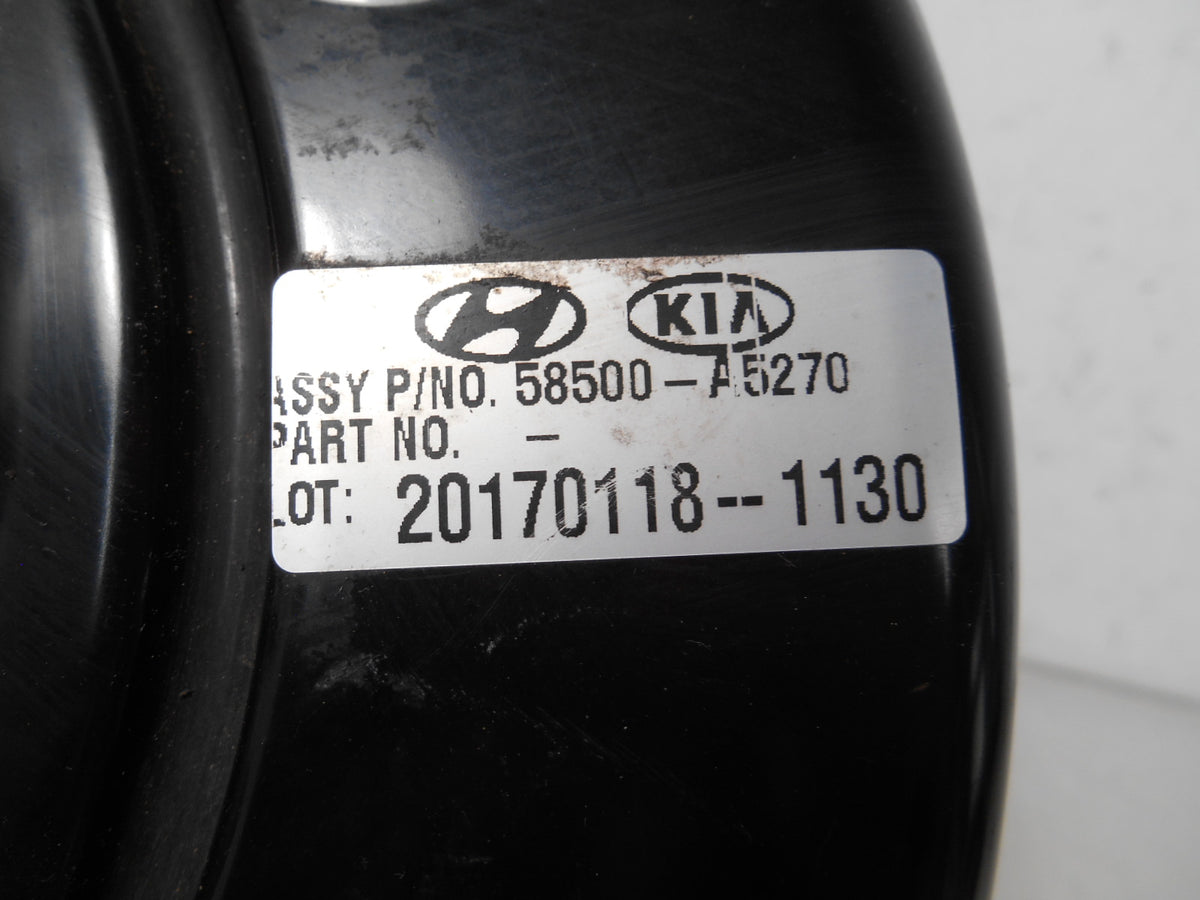 KIA
ASSY P/NO. 58500-A5270
PART NO. -
LOT: 20170118--1130